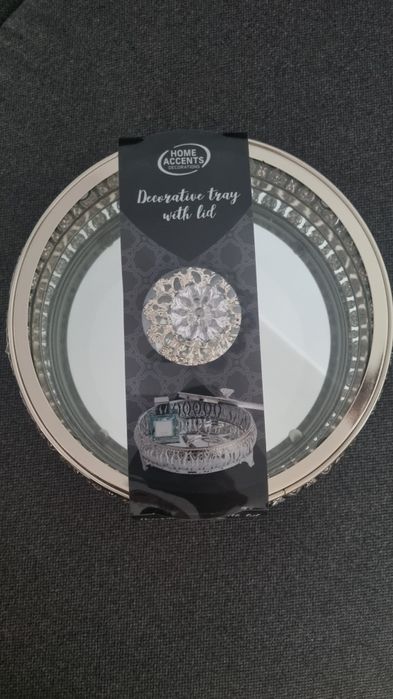 HOME
ACCENTS
DECORATIONS
Decorative tray
with lid